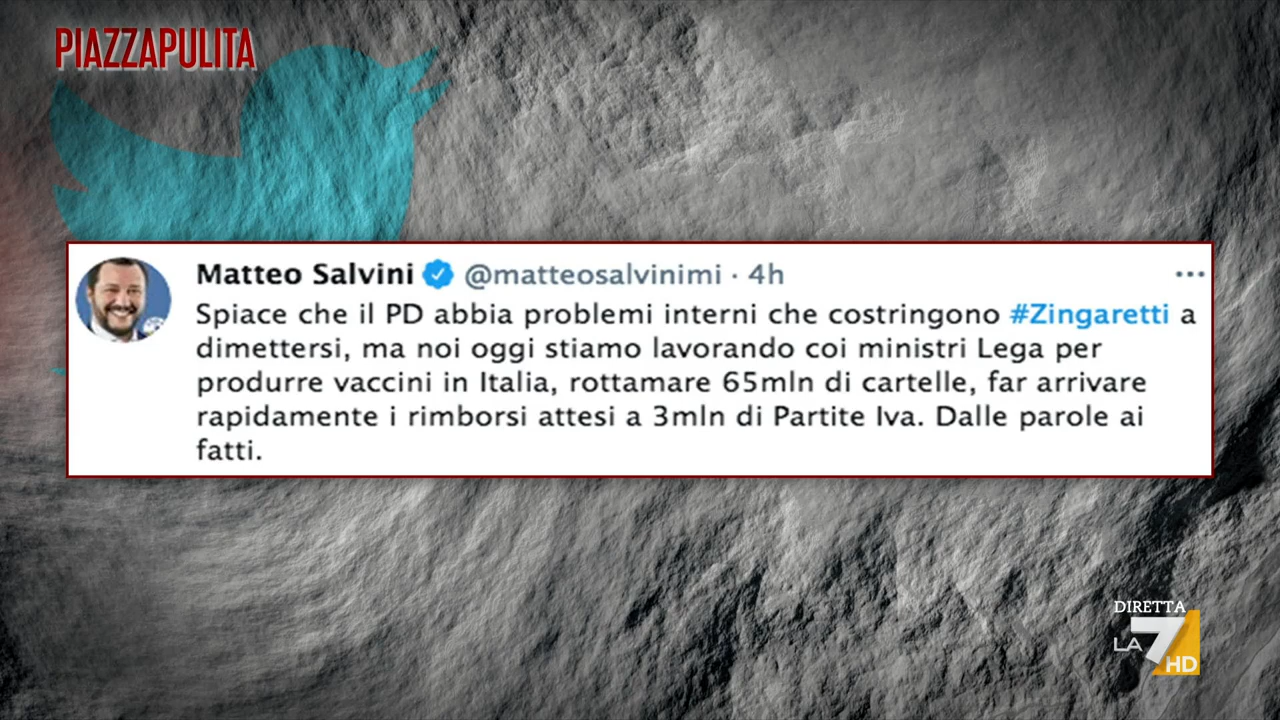 PIAZZAPULITA
Matteo Salvini @matteosalvinimi · 4h
Spiace che il PD abbia problemi interni che costringono #Zingaretti a
dimettersi, ma noi oggi stiamo lavorando coi ministri Lega per
produrre vaccini in Italia, rottamare 65mln di cartelle, far arrivare
rapidamente i rimborsi attesi a 3mln di Partite Iva. Dalle parole ai
fatti.
DIRETTA
LA7
HD